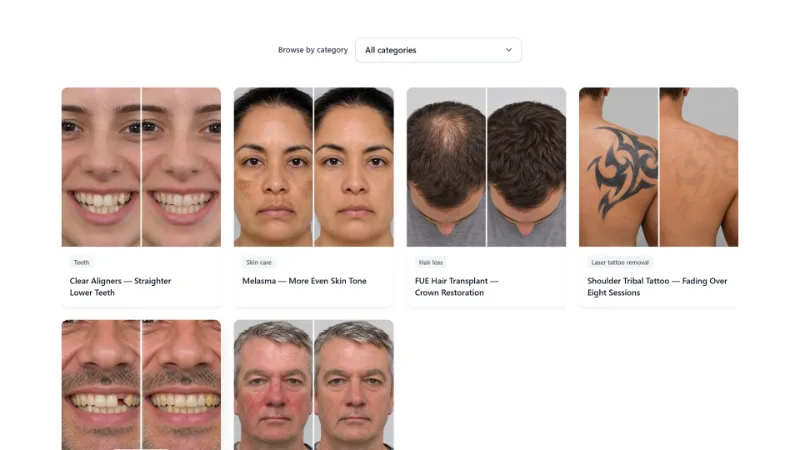 Browse by category
All categories
Teeth
Clear Aligners — Straighter
Lower Teeth
Skin care
Melasma — More Even Skin Tone
Hair loss
FUE Hair Transplant —
Crown Restoration
Laser tattoo removal
Shoulder Tribal Tattoo — Fading Over
Eight Sessions